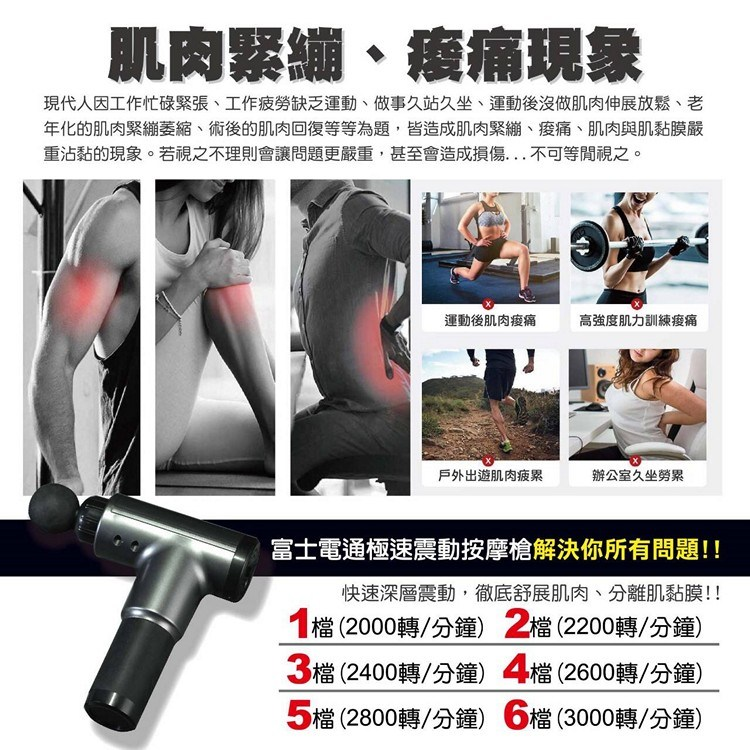 肌肉緊繃、痠痛現象
現代人因工作忙碌緊張、工作疲勞缺乏運動、做事久站久坐、運動後沒做肌肉伸展放鬆、老
年化的肌肉緊繃萎縮、術後的肌肉回復等等為題，皆造成肌肉緊繃、痠痛、肌肉與肌黏膜嚴
重沾黏的現象。若視之不理則會讓問題更嚴重，甚至會造成損傷...不可等閒視之。
運動後肌肉痠痛
高強度肌力訓練痠痛
戶外出遊肌肉疲累
辦公室久坐勞累
富士電通極速震動按摩槍解決你所有問題!!
快速深層震動，徹底舒展肌肉、分離肌黏膜!!
1檔(2000轉/分鐘) 2檔(2200轉/分鐘)
3檔(2400轉/分鐘) 4檔(2600轉/分鐘)
5檔(2800轉/分鐘) 6檔(3000轉/分鐘)